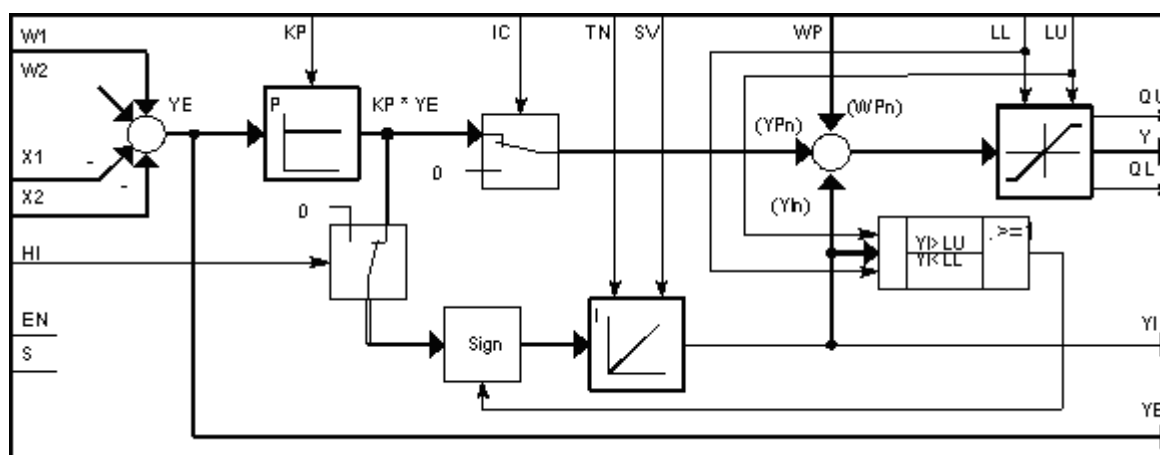 W1 KP IC TN SV WP LL LU
W2
YE P KP * YE (YPn) (WPn) QU
Y
X1 - 0 QL
X2 -
0 (YIn)
HI YI>LU >=1
YI<LL
EN I YI
S Sign
YE